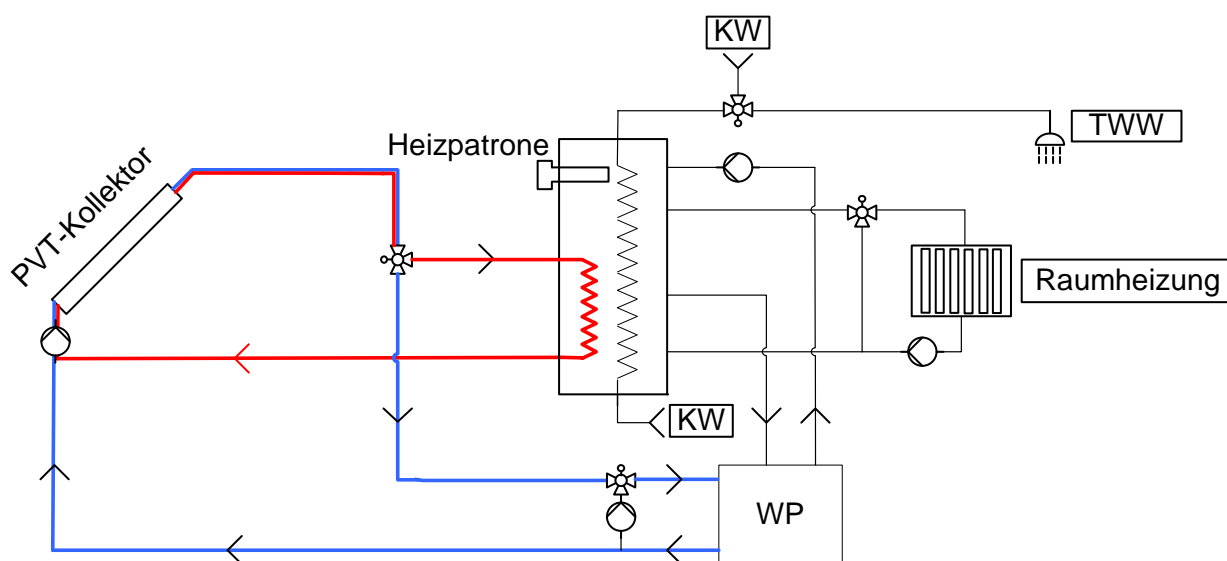 KW
TWW
Heizpatrone
PVT-Kollektor
Raumheizung
KW
WP